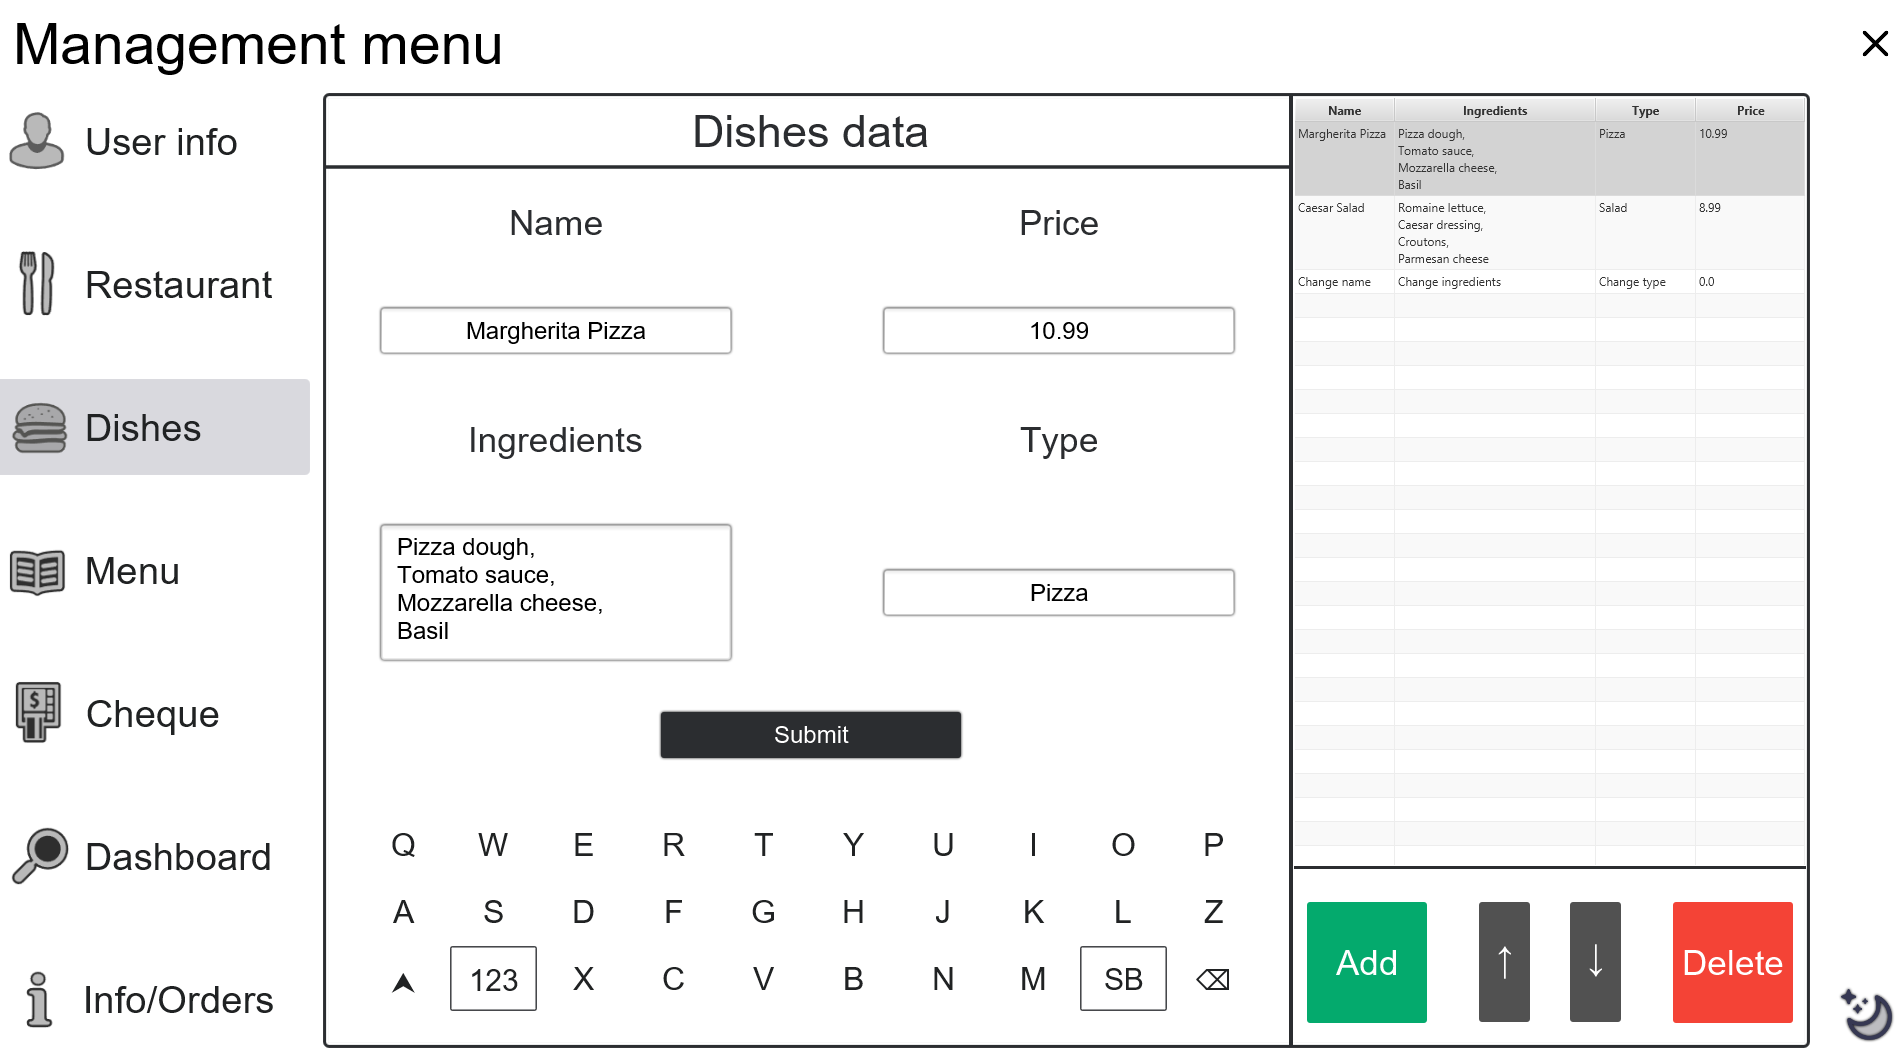 Management menu
User info
Restaurant
Dishes
Menu
Cheque
Dashboard
Info/Orders
Dishes data
Name
Price
Margherita Pizza
10.99
Ingredients
Type
Pizza dough,
Tomato sauce,
Mozzarella cheese,
Basil
Pizza
Submit
Q W E R T Y U I O P
A S D F G H J K L Z
123 X C V B N M SB ⌫
Name Ingredients Type Price
Margherita Pizza Pizza dough, Pizza 10.99
Tomato sauce,
Mozzarella cheese,
Basil
Caesar Salad Romaine lettuce, Salad 8.99
Caesar dressing,
Croutons,
Parmesan cheese
Change name Change ingredients Change type 0.0
Add ↑ ↓ Delete